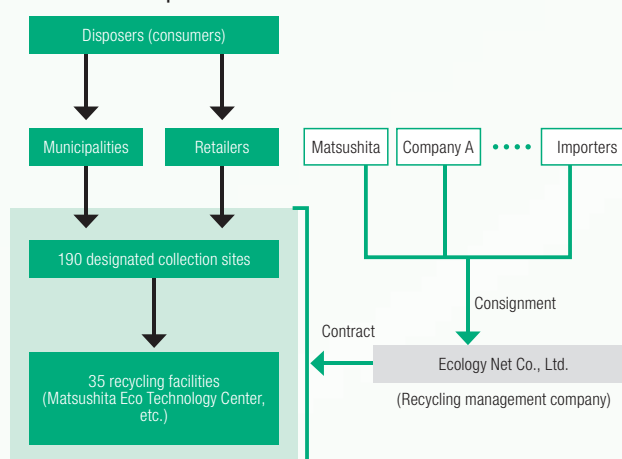 Disposers (consumers)
Municipalities
Retailers
Matsushita
Company A
Importers
190 designated collection sites
Consignment
Contract
35 recycling facilities
(Matsushita Eco Technology Center,
etc.)
Ecology Net Co., Ltd.
(Recycling management company)